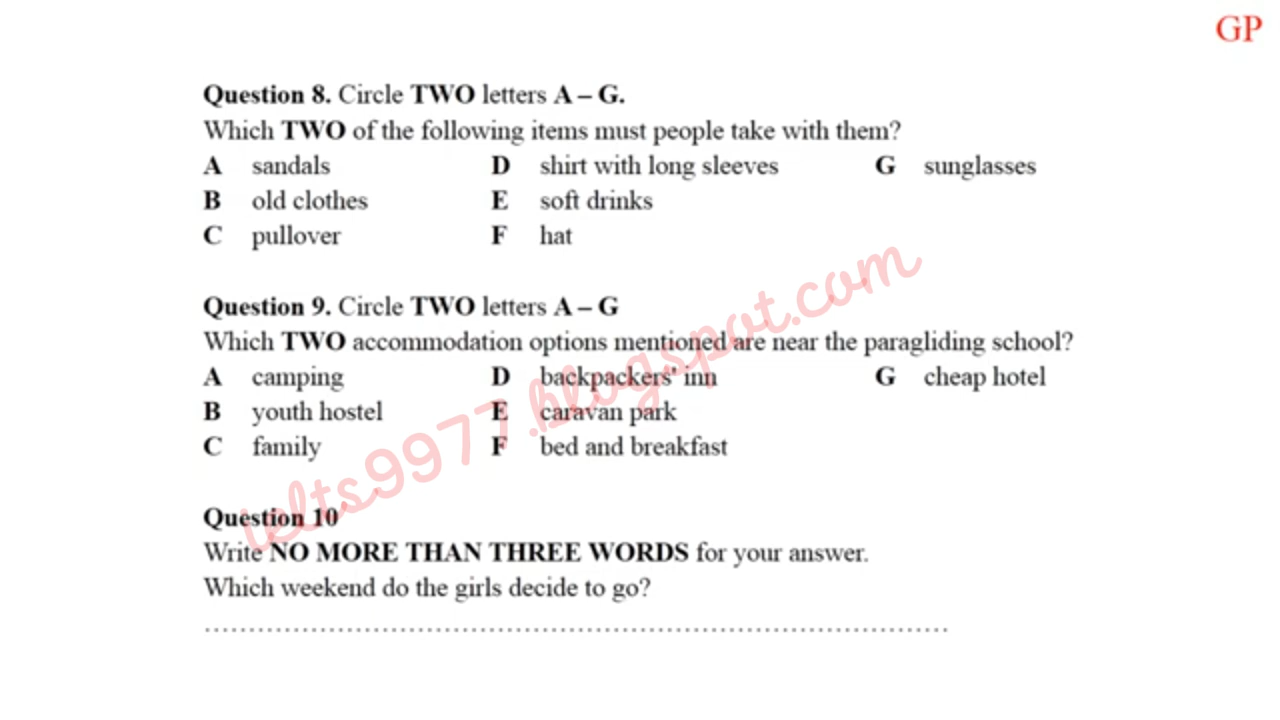 GP
Question 8. Circle TWO letters A – G.
Which TWO of the following items must people take with them?
A sandals D shirt with long sleeves G sunglasses
B old clothes E soft drinks
C pullover F hat
Question 9. Circle TWO letters A – G
Which TWO accommodation options mentioned are near the paragliding school?
A camping D backpackers' inn G cheap hotel
B youth hostel E caravan park
C family F bed and breakfast
Question 10
Write NO MORE THAN THREE WORDS for your answer.
Which weekend do the girls decide to go?
ielts9977.blogspot.com